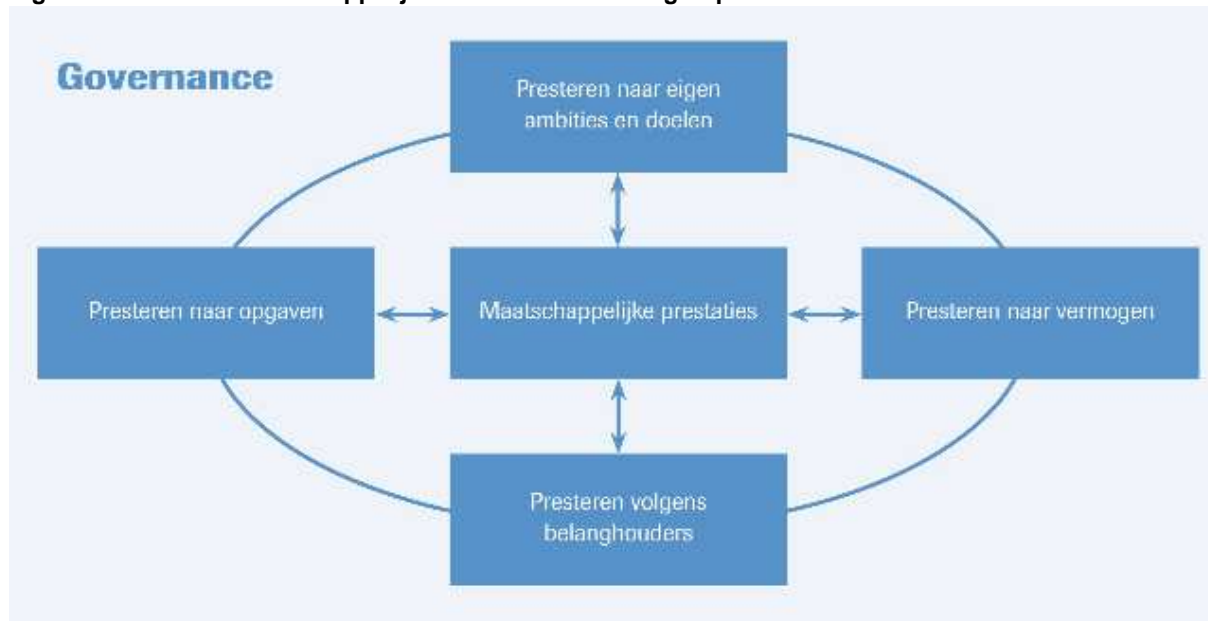 Governance
Presteren naar eigen
ambities en doelen
Presteren naar opgaven
Maatschappelijke prestaties
Presteren naar vermogen
Presteren volgens
belanghouders